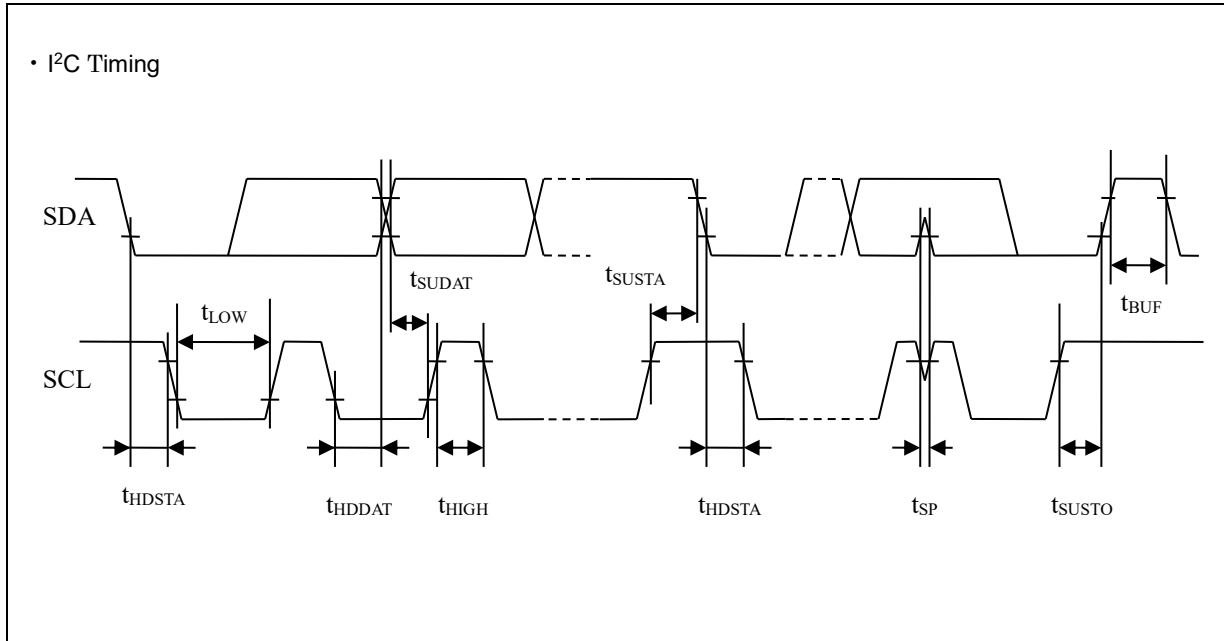 ・I²C Timing
SDA
tSUDAT
tSUSTA
tLOW
tBUF
SCL
tHDSTA
tHDDAT
tHIGH
tHDSTA
tSP
tSUSTO